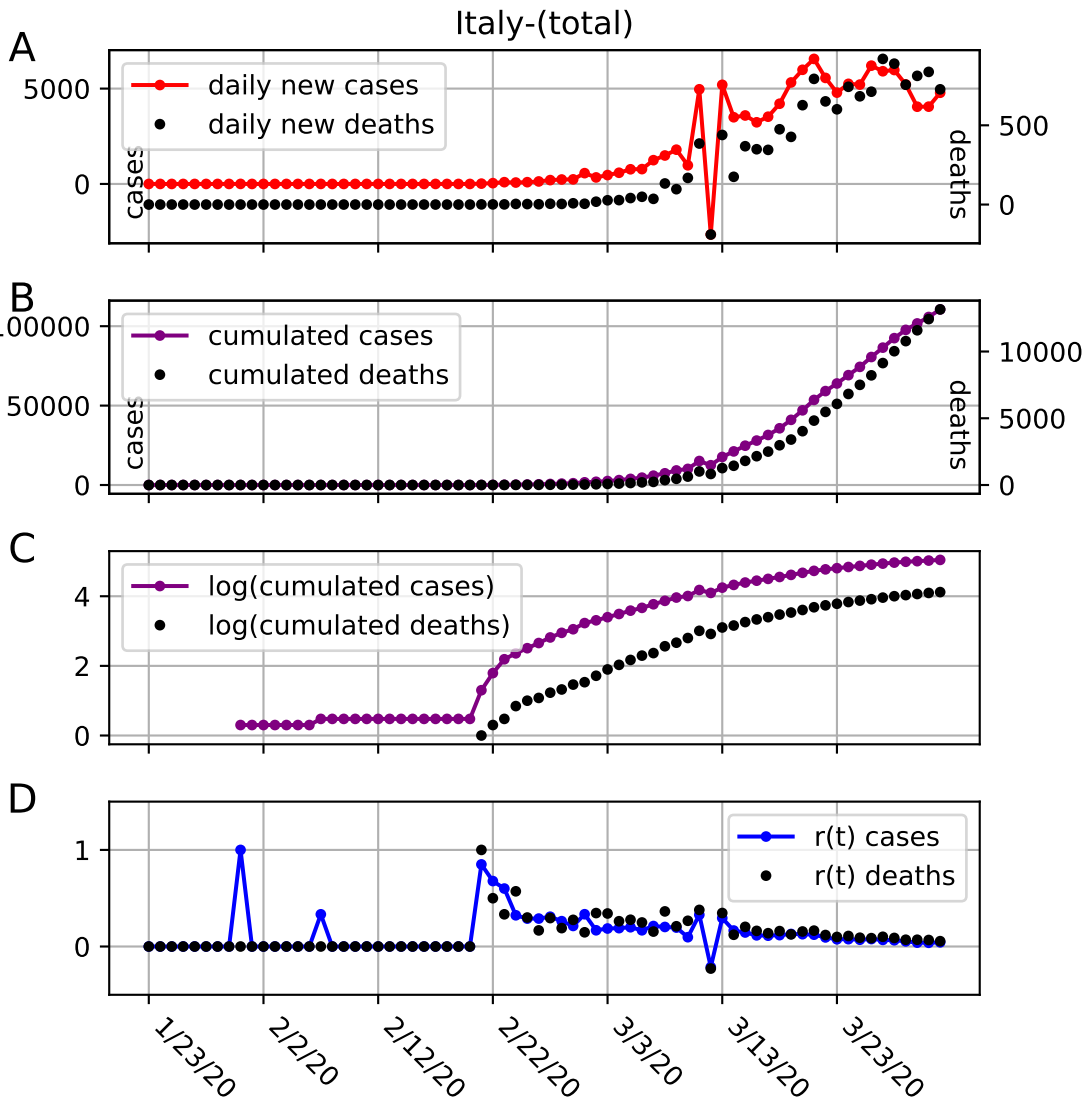 Italy-(total)
A
daily new cases
daily new deaths
5000
0
cases
500
0
deaths
B
cumulated cases
cumulated deaths
100000
50000
0
cases
10000
5000
0
deaths
C
log(cumulated cases)
log(cumulated deaths)
4
2
0
D
r(t) cases
r(t) deaths
1
0
1/23/20
2/2/20
2/12/20
2/22/20
3/3/20
3/13/20
3/23/20